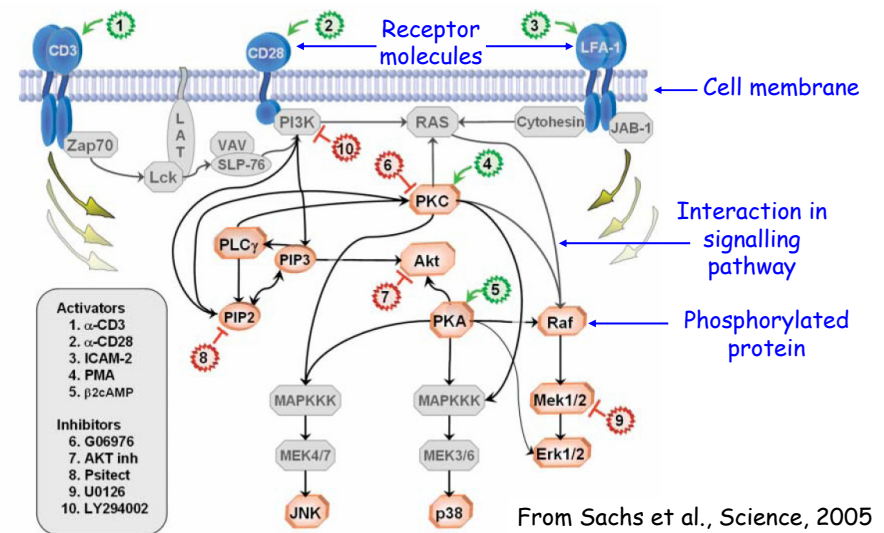 1
2
3
CD3
CD28
LFA-1
Receptor
molecules
Cell membrane
L
A
T
Zap70
Lck
VAV
SLP-76
PI3K
RAS
Cytohesin
JAB-1
10
6
4
PKC
Interaction in
signalling
pathway
PLCγ
PIP3
Akt
7
5
PIP2
8
PKA
Raf
Phosphorylated
protein
Activators
1. α-CD3
2. α-CD28
3. ICAM-2
4. PMA
5. β2cAMP
Inhibitors
6. G06976
7. AKT inh
8. Psitect
9. U0126
10. LY294002
MAPKKK
MAPKKK
Mek1/2
9
MEK4/7
MEK3/6
Erk1/2
JNK
p38
From Sachs et al., Science, 2005